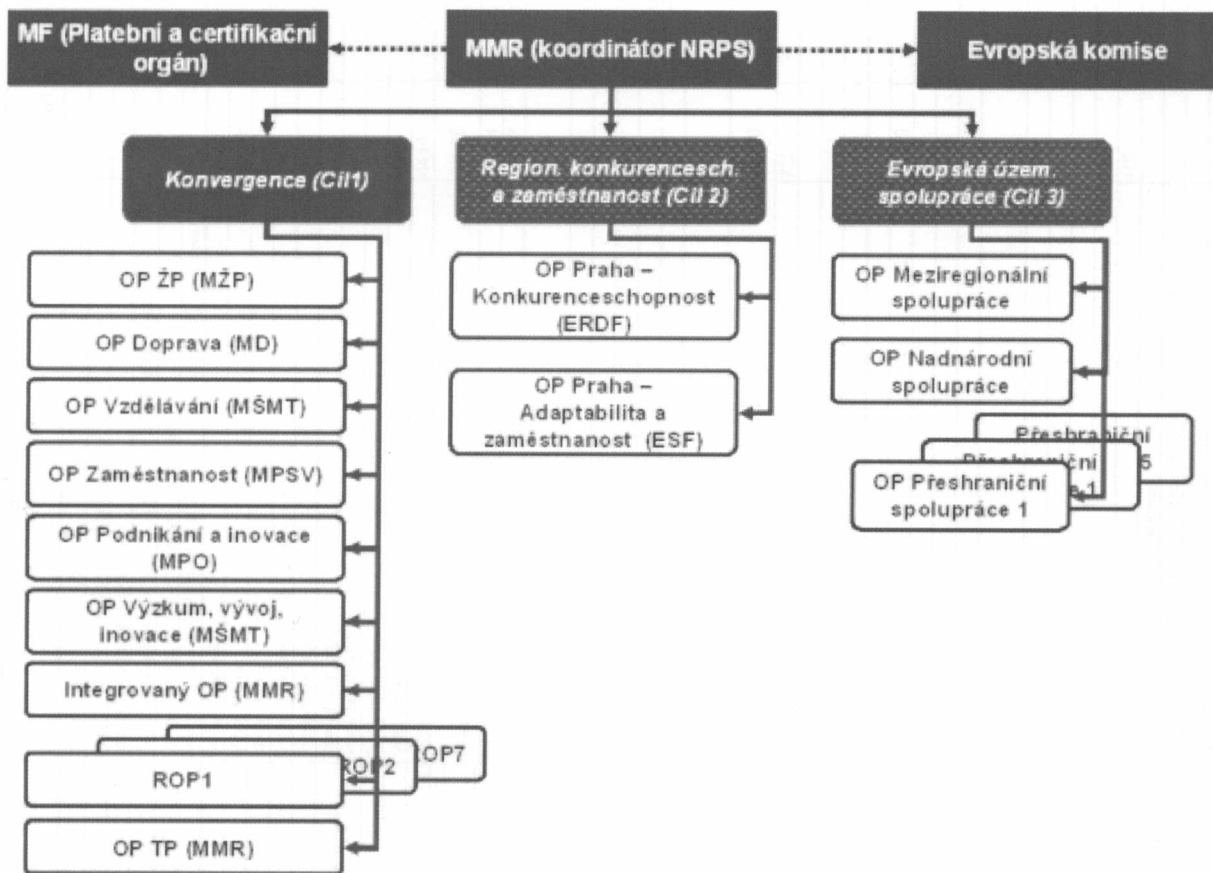 MF (Platební a certifikační
orgán)
MMR (koordinátor NRPS)
Evropská komise
Konvergence (Cíl1)
Region. konkurencesch.
a zaměstnanost (Cíl 2)
Evropská územ.
spolupráce (Cíl 3)
OP ŽP (MŽP)
OP Doprava (MD)
OP Vzdělávání (MŠMT)
OP Zaměstnanost (MPSV)
OP Podnikání a inovace
(MPO)
OP Výzkum, vývoj,
inovace (MŠMT)
Integrovaný OP (MMR)
ROP7
ROP2
ROP1
OP TP (MMR)
OP Praha –
Konkurenceschopnost
(ERDF)
OP Praha –
Adaptabilita a
zaměstnanost (ESF)
OP Meziregionální
spolupráce
OP Nadnárodní
spolupráce
Přeshraniční
5
1
OP Přeshraniční
spolupráce 1